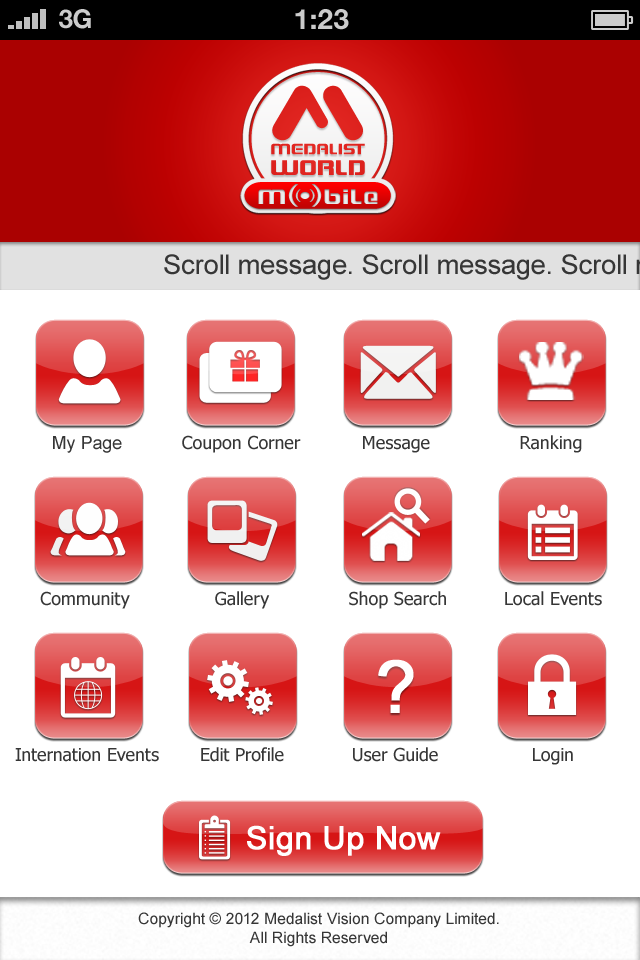 3G 1:23
MEDALIST
WORLD
mobile
Scroll message. Scroll message. Scroll
My Page Coupon Corner Message Ranking
Community Gallery Shop Search Local Events
Internation Events Edit Profile User Guide Login
Sign Up Now
Copyright © 2012 Medalist Vision Company Limited.
All Rights Reserved